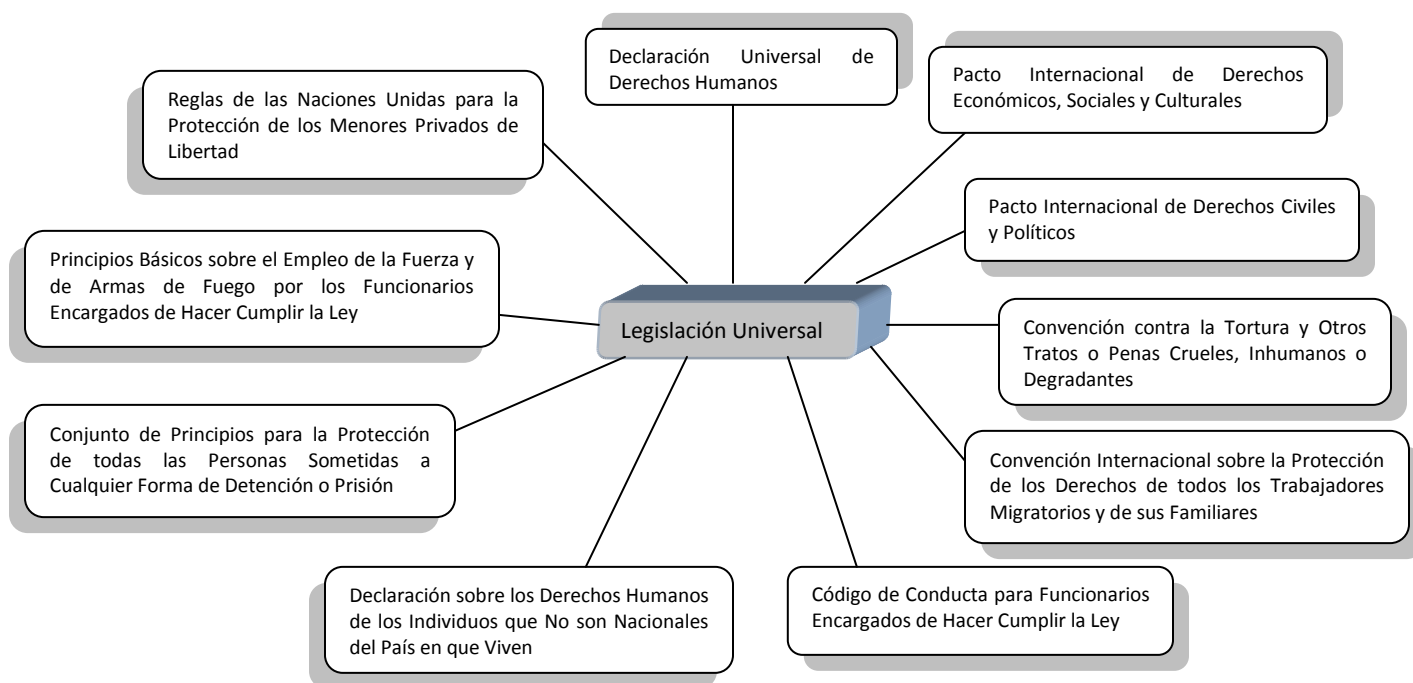 Declaración Universal de
Derechos Humanos
Pacto Internacional de Derechos
Económicos, Sociales y Culturales
Reglas de las Naciones Unidas para la
Protección de los Menores Privados de
Libertad
Pacto Internacional de Derechos Civiles
y Políticos
Principios Básicos sobre el Empleo de la Fuerza y
de Armas de Fuego por los Funcionarios
Encargados de Hacer Cumplir la Ley
Legislación Universal
Convención contra la Tortura y Otros
Tratos o Penas Crueles, Inhumanos o
Degradantes
Conjunto de Principios para la Protección
de todas las Personas Sometidas a
Cualquier Forma de Detención o Prisión
Convención Internacional sobre la Protección
de los Derechos de todos los Trabajadores
Migratorios y de sus Familiares
Declaración sobre los Derechos Humanos
de los Individuos que No son Nacionales
del País en que Viven
Código de Conducta para Funcionarios
Encargados de Hacer Cumplir la Ley